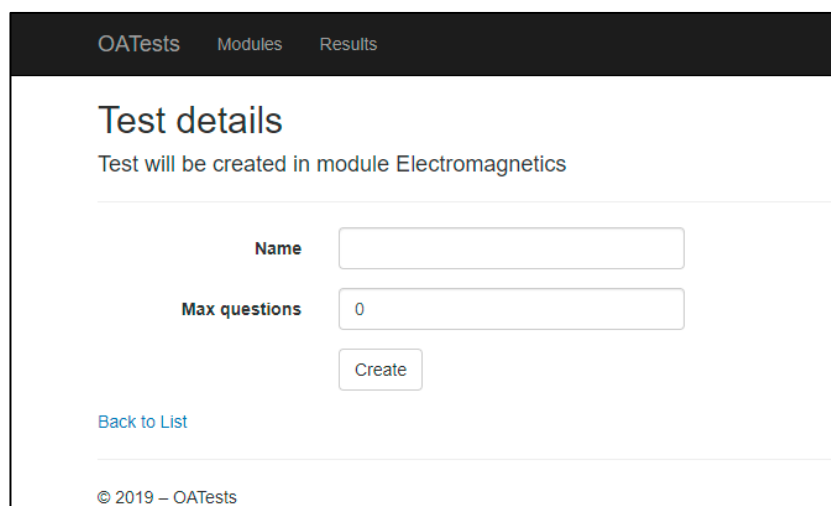 OATests Modules Results
Test details
Test will be created in module Electromagnetics
Name
Max questions 0
Create
Back to List
© 2019 – OATests